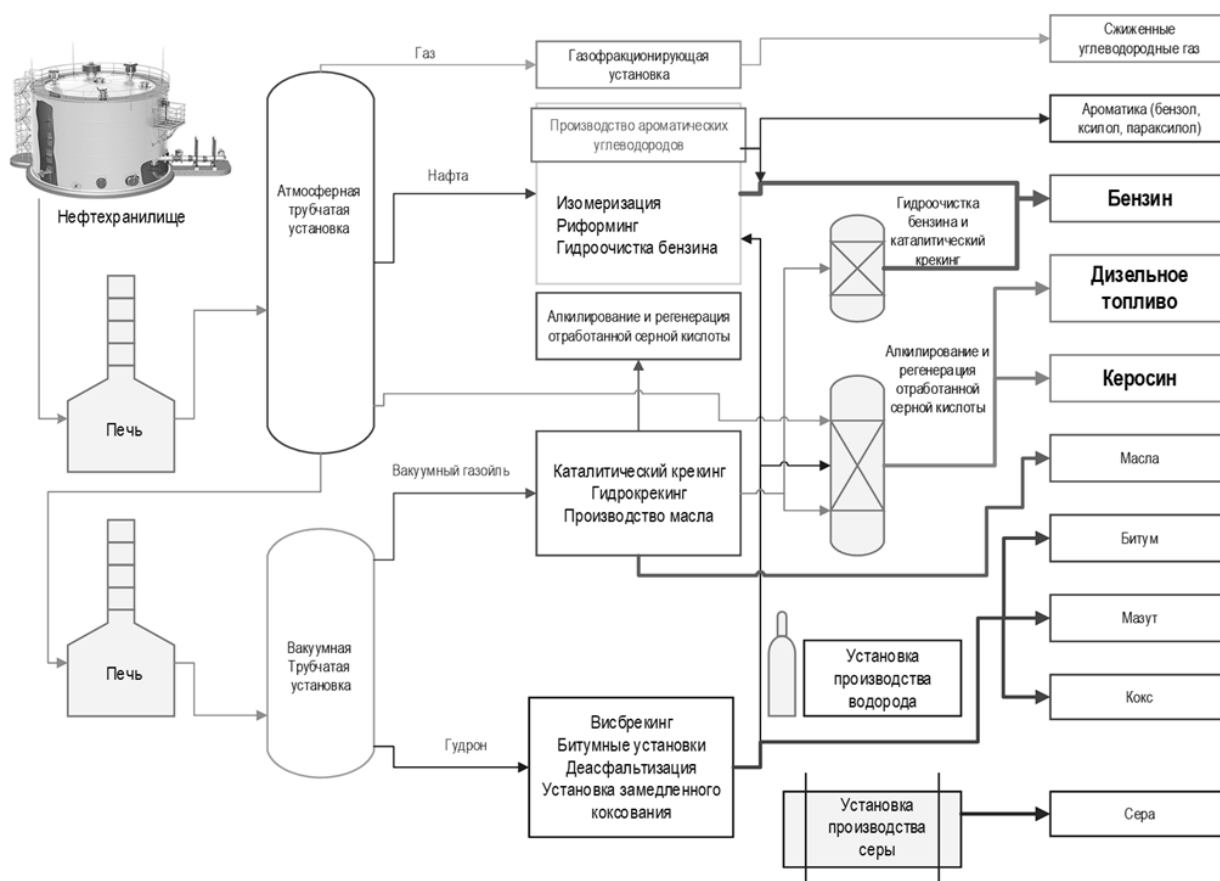 Газ
Газофракционирующая
установка
Сжиженные
углеводородные газ
Производство ароматических
углеводородов
Ароматика (бензол,
ксилол, параксилол)
Нефтехранилище
Атмосферная
трубчатая
установка
Нафта
Изомеризация
Риформинг
Гидроочистка бензина
Гидроочистка
бензина и
каталитический
крекинг
Бензин
Дизельное
топливо
Алкилирование и регенерация
отработанной серной кислоты
Алкилирование и
регенерация
отработанной
серной кислоты
Керосин
Печь
Вакуумный газойль
Каталитический крекинг
Гидрокрекинг
Производство масла
Масла
Битум
Мазут
Кокс
Печь
Вакуумная
Трубчатая
установка
Установка
производства
водорода
Гудрон
Висбрекинг
Битумные установки
Деасфальтизация
Установка замедленного
коксования
Установка
производства
серы
Сера